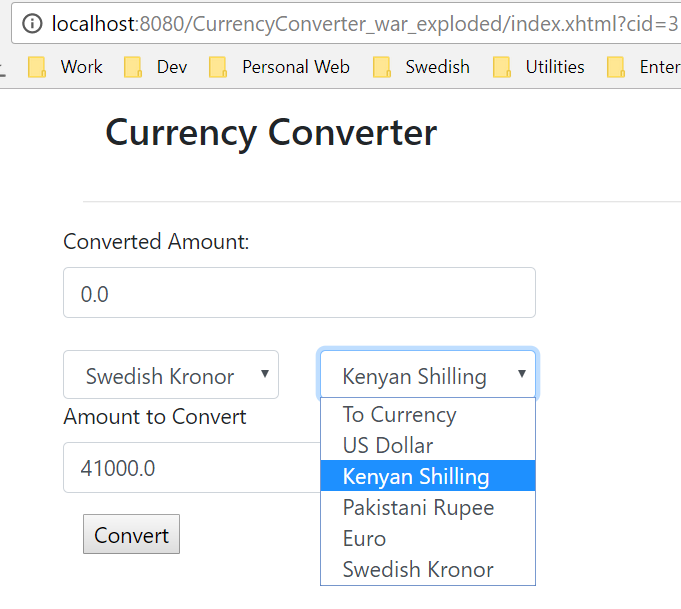 localhost:8080/CurrencyConverter_war_exploded/index.xhtml?cid=3
Work Dev Personal Web Swedish Utilities Enter
Currency Converter
Converted Amount:
0.0
Swedish Kronor Kenyan Shilling
Amount to Convert
41000.0
Convert
To Currency
US Dollar
Kenyan Shilling
Pakistani Rupee
Euro
Swedish Kronor